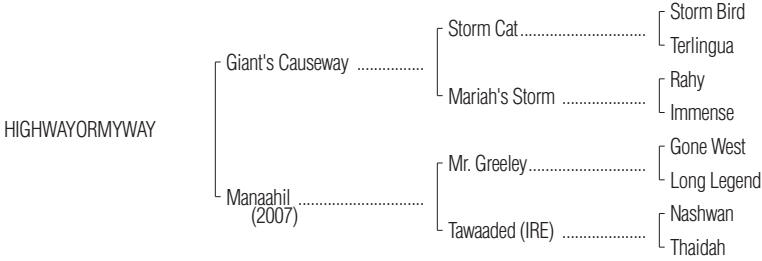 Storm Bird
Storm Cat..............................
Terlingua
Giant's Causeway ................
Rahy
Mariah's Storm ....................
Immense
HIGHWAYORMYWAY
Gone West
Mr. Greeley............................
Long Legend
Manaahil ..............................
(2007)
Nashwan
Tawaaded (IRE) ....................
Thaidah